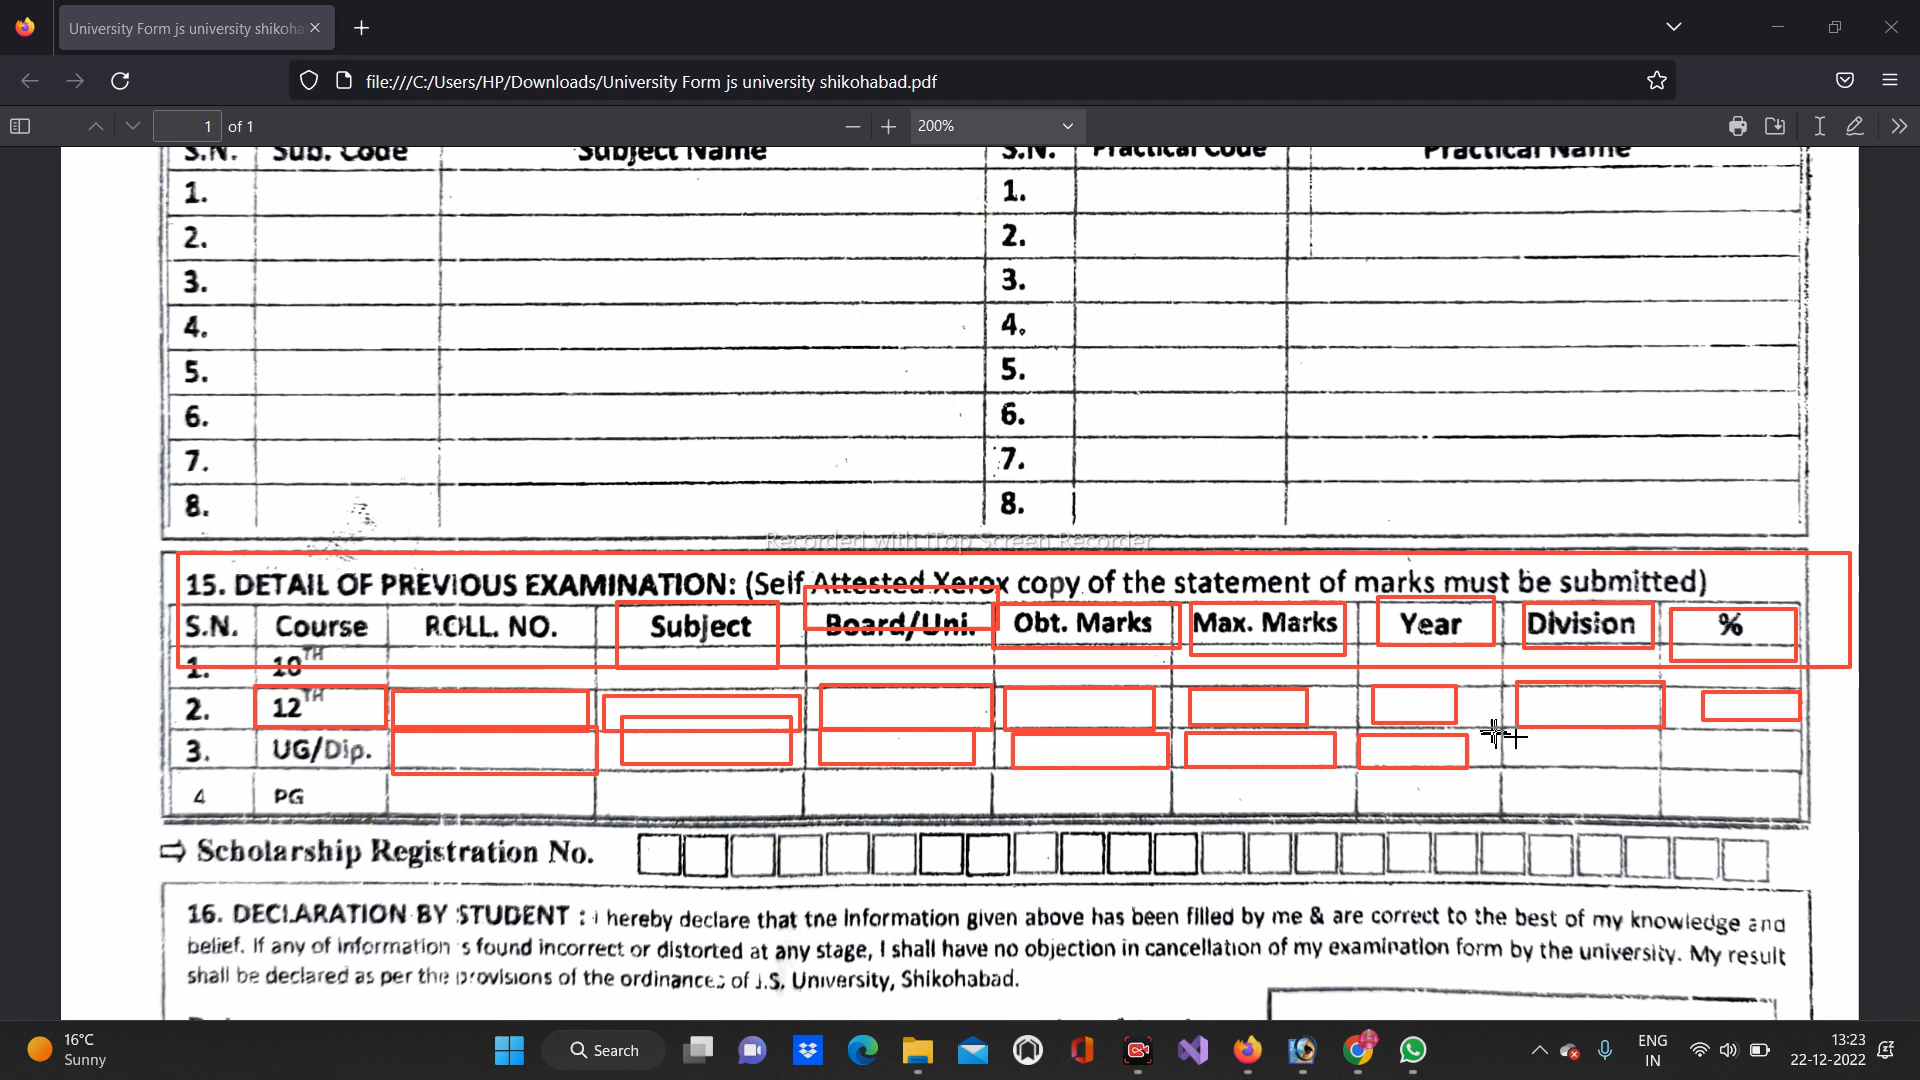 University Form js university shikoha
file:///C:/Users/HP/Downloads/University Form js university shikohabad.pdf
1 of 1
200%
S.N. Sub. Code Subject Name S.N. Practical Code Practical Name
1. 1.
2. 2.
3. 3.
4. 4.
5. 5.
6. 6.
7. 7.
8. 8.
Recorded with iTop Screen Recorder
15. DETAIL OF PREVIOUS EXAMINATION: (Self Attested Xerox copy of the statement of marks must be submitted)
S.N. Course ROLL. NO. Subject Board/Uni. Obt. Marks Max. Marks Year Division %
1. 10TH
2. 12TH
3. UG/Dip.
4 PG
⇨ Scholarship Registration No.
16. DECLARATION BY STUDENT : I hereby declare that the information given above has been filled by me & are correct to the best of my knowledge and
belief. If any of information is found incorrect or distorted at any stage, I shall have no objection in cancellation of my examination form by the university. My result
shall be declared as per the provisions of the ordinances of J.S. University, Shikohabad.
16°C
Sunny
Search
ENG
IN
13:23
22-12-2022